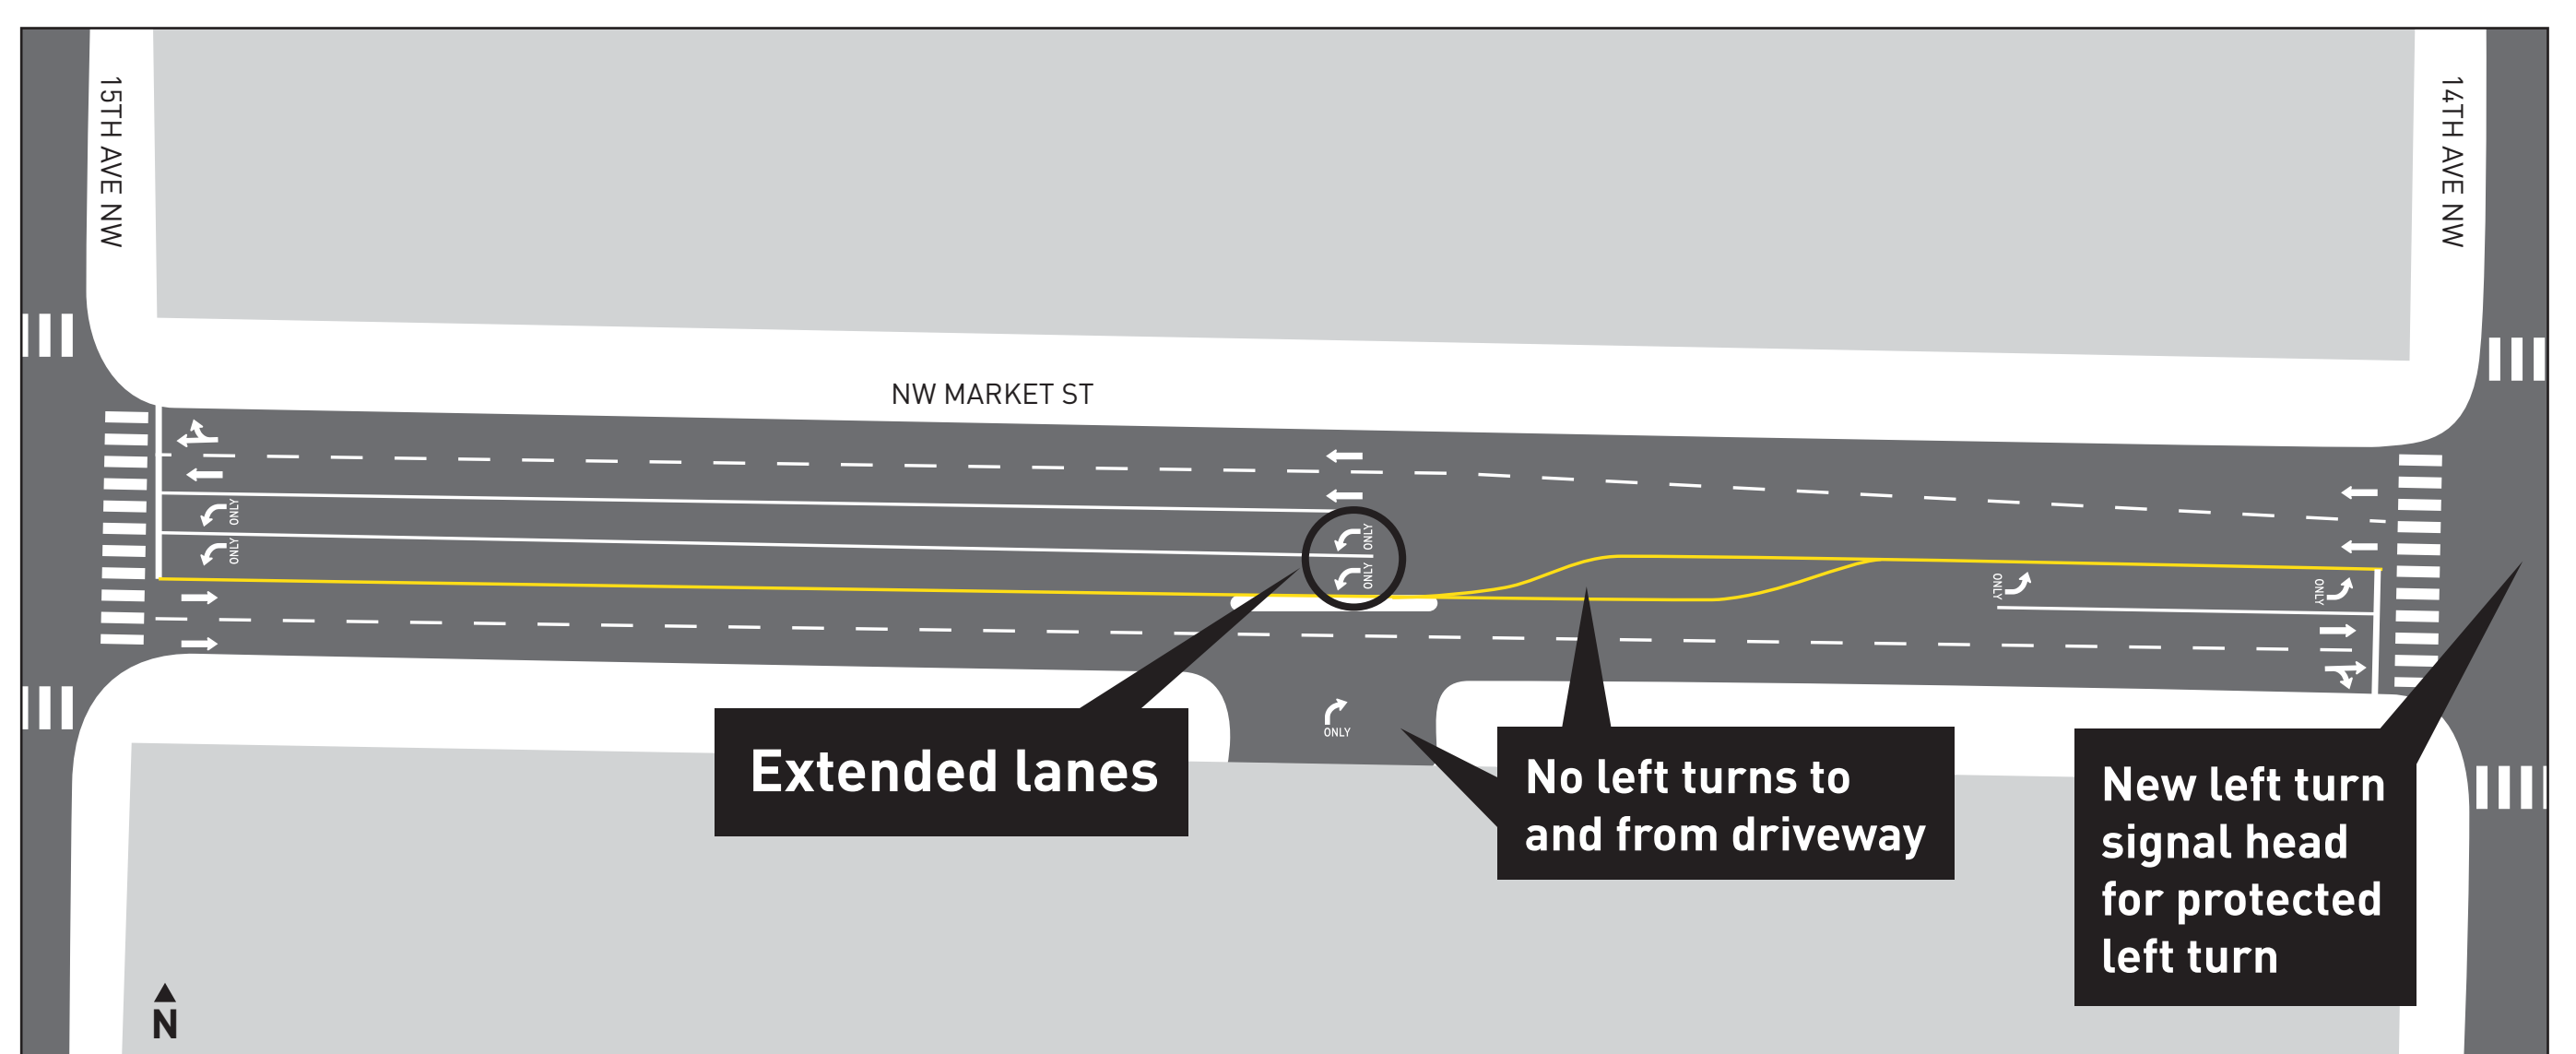 15TH AVE NW
14TH AVE NW
NW MARKET ST
ONLY
ONLY
ONLY
ONLY
ONLY
ONLY
ONLY
Extended lanes
No left turns to
and from driveway
New left turn
signal head
for protected
left turn
N